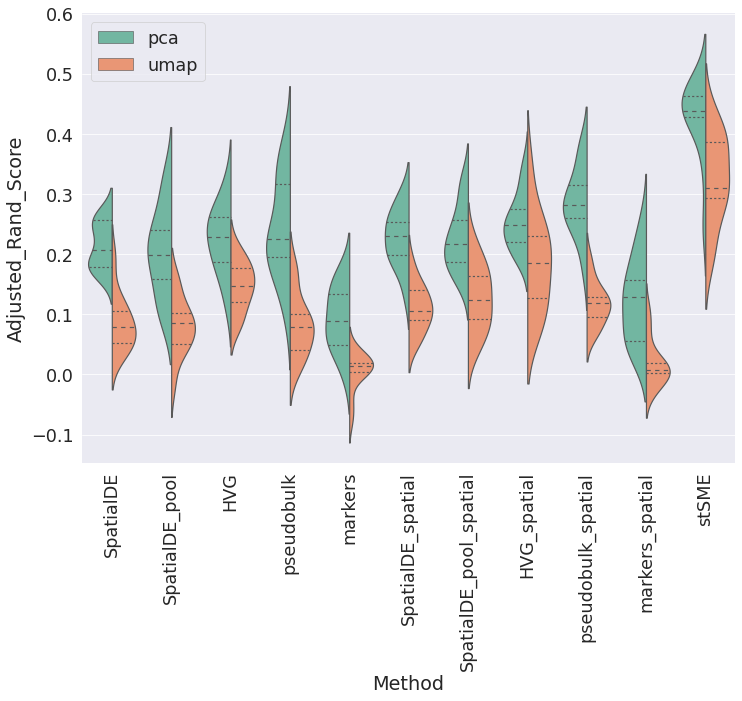 pca
umap
Adjusted_Rand_Score
0.6
0.5
0.4
0.3
0.2
0.1
0.0
−0.1
SpatialDE
SpatialDE_pool
HVG
pseudobulk
markers
SpatialDE_spatial
SpatialDE_pool_spatial
HVG_spatial
pseudobulk_spatial
markers_spatial
stSME
Method